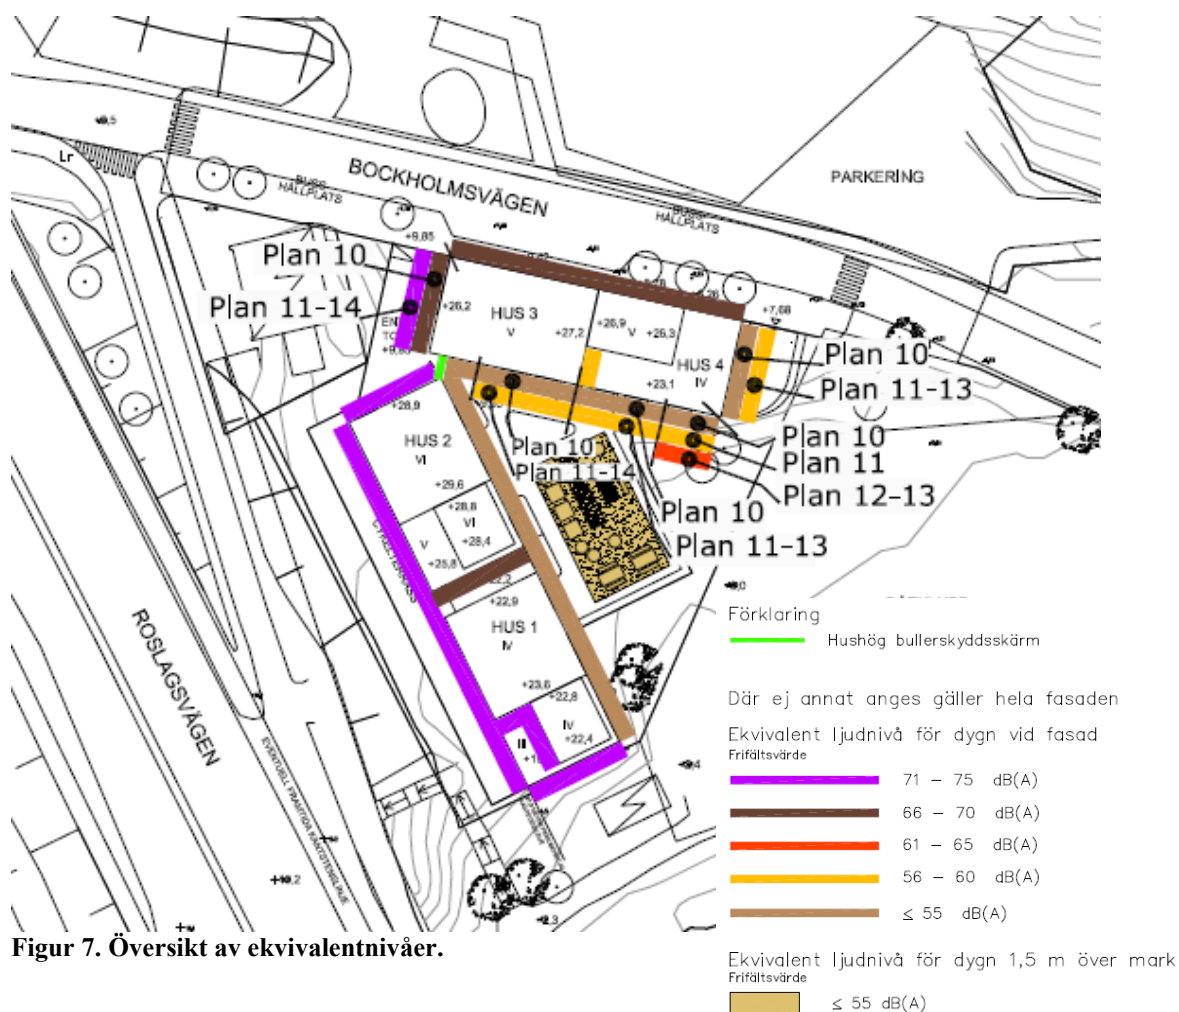 Lr
BOCKHOLMSVÄGEN
HÅLLPLATS
HÅLLPLATS
PARKERING
+9,85
+7,68
Plan 10
Plan 11-14
+26,2
HUS 3
V
+27,2
+26,9
V
+26,3
HUS 4
IV
+23,1
Plan 10
Plan 11-13
+28,9
HUS 2
VI
+29,6
+28,8
VI
+28,4
V
+25,8
Plan 10
Plan 11-14
Plan 10
Plan 11
Plan 12-13
Plan 10
Plan 11-13
+22,9
HUS 1
IV
+23,6
+22,8
IV
+22,4
III
ROSLAGSVÄGEN
EVENTUELL FRAMTIDA KANTSTENSLINJE
Förklaring
Hushög bullerskyddsskärm
Där ej annat anges gäller hela fasaden
Ekvivalent ljudnivå för dygn vid fasad
Frifältsvärde
71 – 75 dB(A)
66 – 70 dB(A)
61 – 65 dB(A)
56 – 60 dB(A)
≤ 55 dB(A)
Ekvivalent ljudnivå för dygn 1,5 m över mark
Frifältsvärde
≤ 55 dB(A)
Figur 7. Översikt av ekvivalentnivåer.